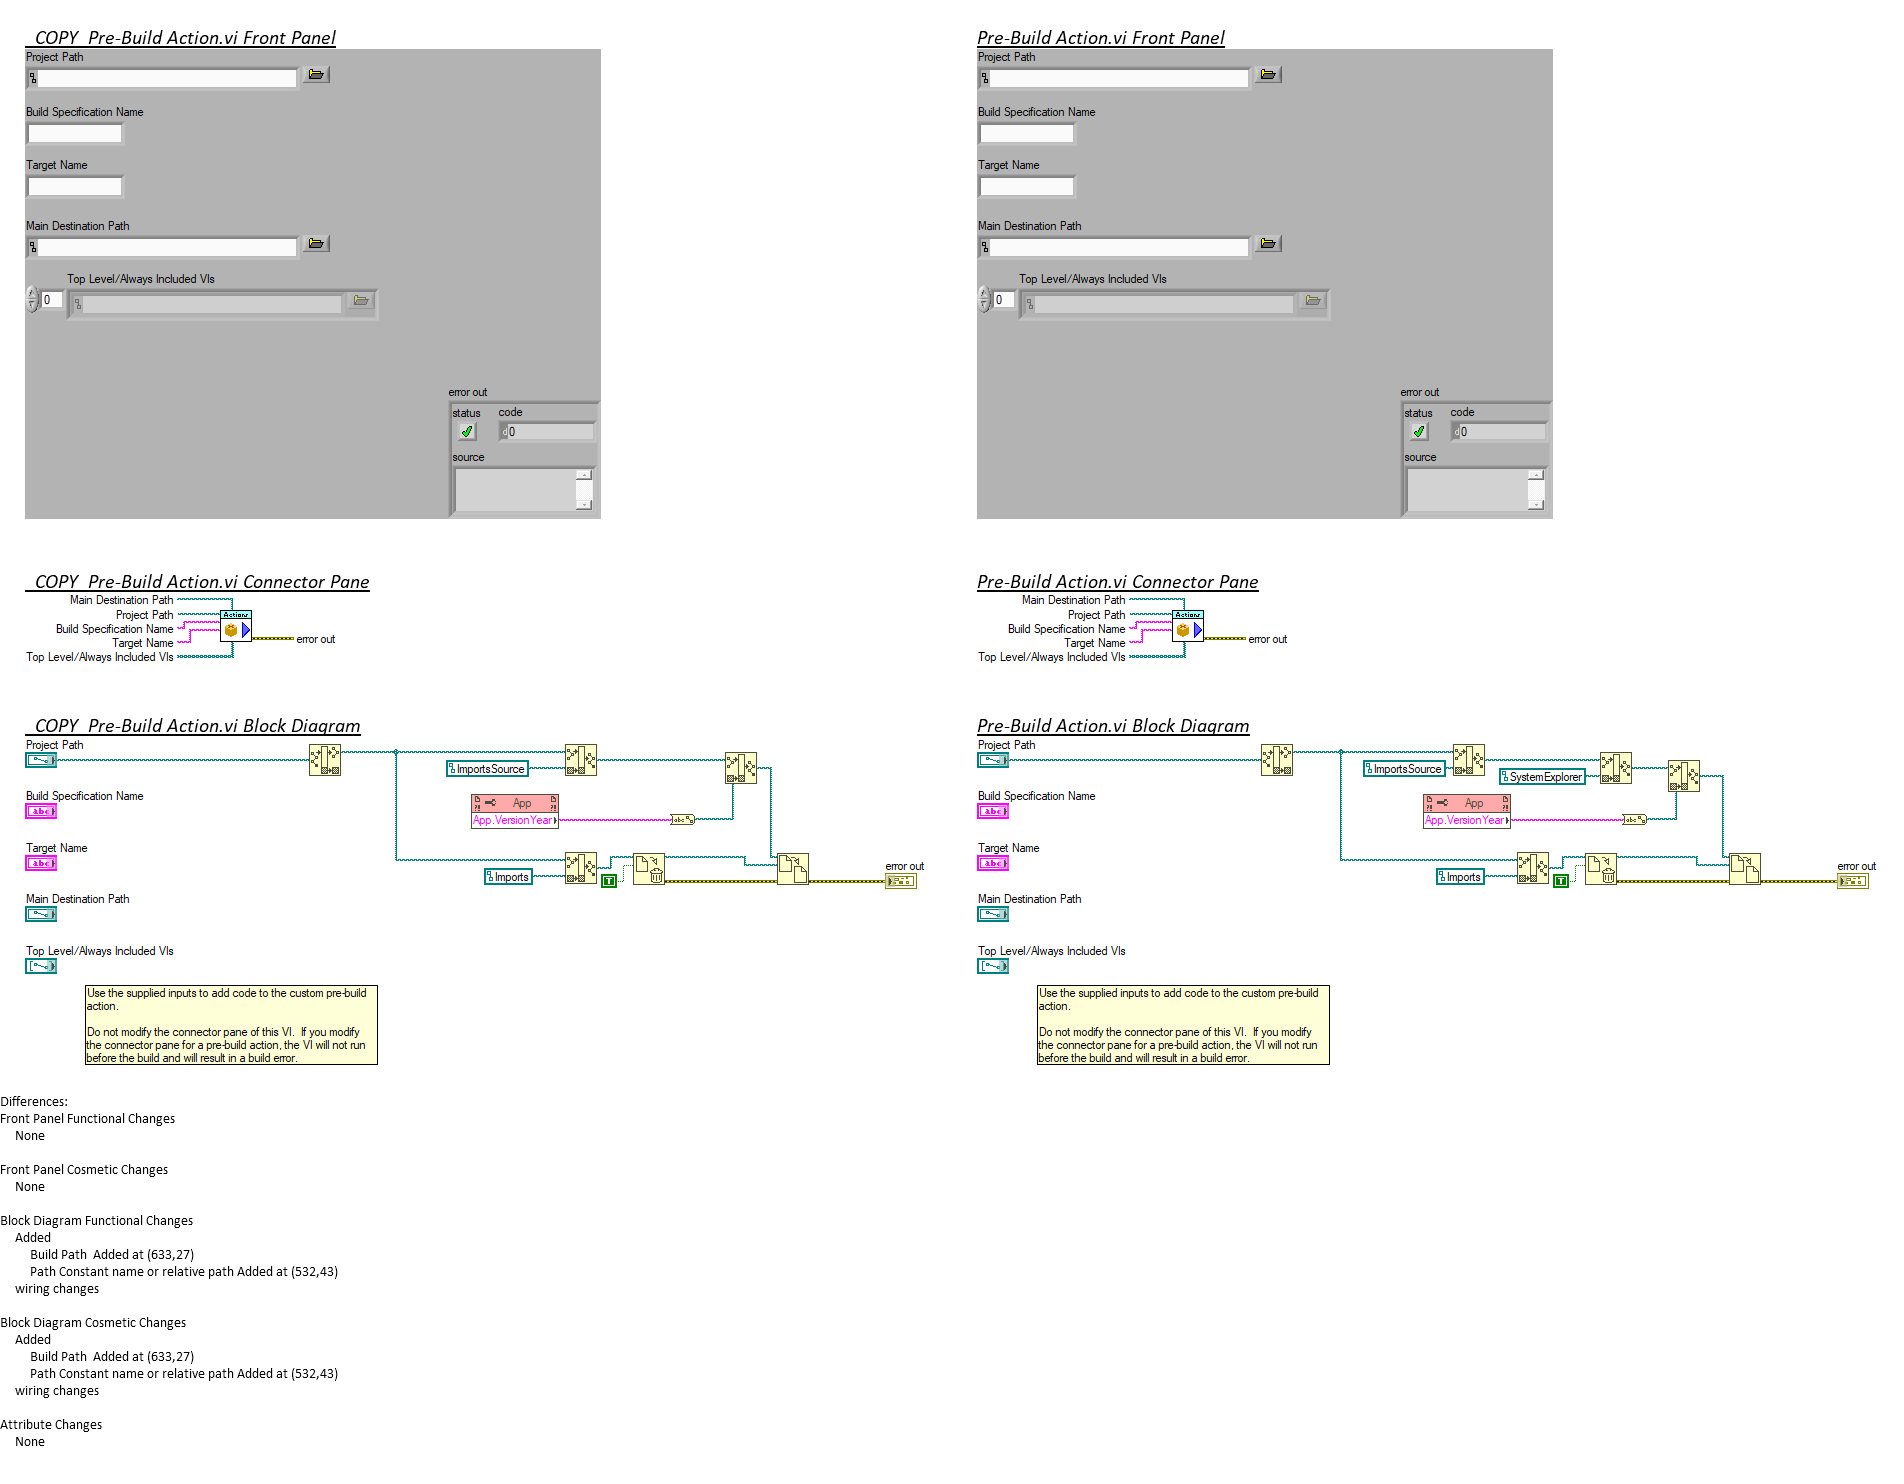 _COPY_Pre-Build Action.vi Front Panel
Project Path
Build Specification Name
Target Name
Main Destination Path
Top Level/Always Included VIs
0
error out
status
code
d0
source
_COPY_Pre-Build Action.vi Connector Pane
Main Destination Path
Project Path
Actions
Build Specification Name
Target Name
error out
Top Level/Always Included VIs
_COPY_Pre-Build Action.vi Block Diagram
Project Path
ImportsSource
Build Specification Name
abc
App
App.VersionYear
abc
Target Name
abc
Imports
T
error out
Main Destination Path
Top Level/Always Included VIs
Use the supplied inputs to add code to the custom pre-build
action.
Do not modify the connector pane of this VI.  If you modify
the connector pane for a pre-build action, the VI will not run
before the build and will result in a build error.
Pre-Build Action.vi Front Panel
Project Path
Build Specification Name
Target Name
Main Destination Path
Top Level/Always Included VIs
0
error out
status
code
d0
source
Pre-Build Action.vi Connector Pane
Main Destination Path
Project Path
Actions
Build Specification Name
Target Name
error out
Top Level/Always Included VIs
Pre-Build Action.vi Block Diagram
Project Path
ImportsSource
SystemExplorer
Build Specification Name
abc
App
App.VersionYear
abc
Target Name
abc
Imports
T
error out
Main Destination Path
Top Level/Always Included VIs
Use the supplied inputs to add code to the custom pre-build
action.
Do not modify the connector pane of this VI.  If you modify
the connector pane for a pre-build action, the VI will not run
before the build and will result in a build error.
Differences:
Front Panel Functional Changes
None
Front Panel Cosmetic Changes
None
Block Diagram Functional Changes
Added
Build Path  Added at (633,27)
Path Constant name or relative path Added at (532,43)
wiring changes
Block Diagram Cosmetic Changes
Added
Build Path  Added at (633,27)
Path Constant name or relative path Added at (532,43)
wiring changes
Attribute Changes
None